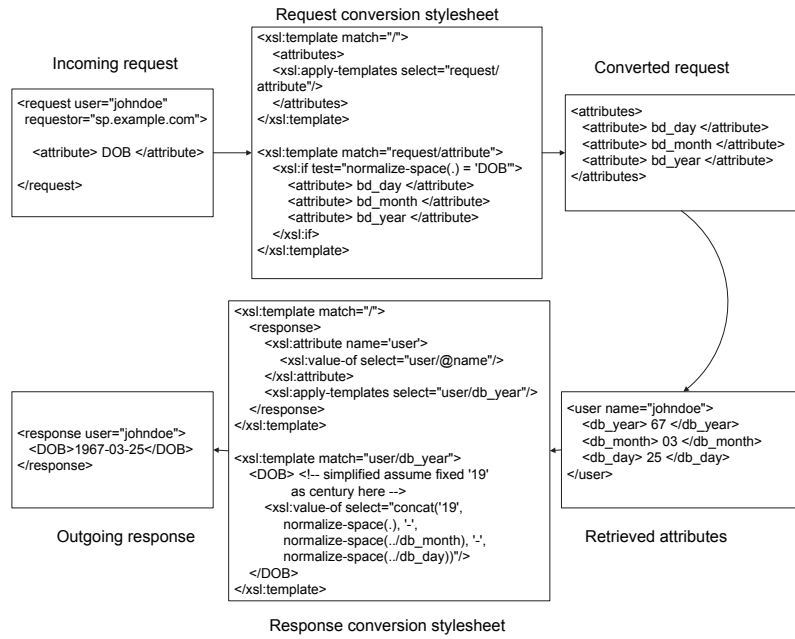 Request conversion stylesheet
Incoming request
<request user="johndoe"
requestor="sp.example.com">
<attribute> DOB </attribute>
</request>
<xsl:template match="/">
<attributes>
<xsl:apply-templates select="request/
attribute"/>
</attributes>
</xsl:template>
<xsl:template match="request/attribute">
<xsl:if test="normalize-space(.) = 'DOB'">
<attribute> bd_day </attribute>
<attribute> bd_month </attribute>
<attribute> bd_year </attribute>
</xsl:if>
</xsl:template>
Converted request
<attributes>
<attribute> bd_day </attribute>
<attribute> bd_month </attribute>
<attribute> bd_year </attribute>
</attributes>
<response user="johndoe">
<DOB>1967-03-25</DOB>
</response>
Outgoing response
<xsl:template match="/">
<response>
<xsl:attribute name='user'>
<xsl:value-of select="user/@name"/>
</xsl:attribute>
<xsl:apply-templates select="user/db_year"/>
</response>
</xsl:template>
<xsl:template match="user/db_year">
<DOB> <!-- simplified assume fixed '19'
as century here -->
<xsl:value-of select="concat('19',
normalize-space(.), '-',
normalize-space(../db_month), '-',
normalize-space(../db_day))"/>
</DOB>
</xsl:template>
<user name="johndoe">
<db_year> 67 </db_year>
<db_month> 03 </db_month>
<db_day> 25 </db_day>
</user>
Retrieved attributes
Response conversion stylesheet